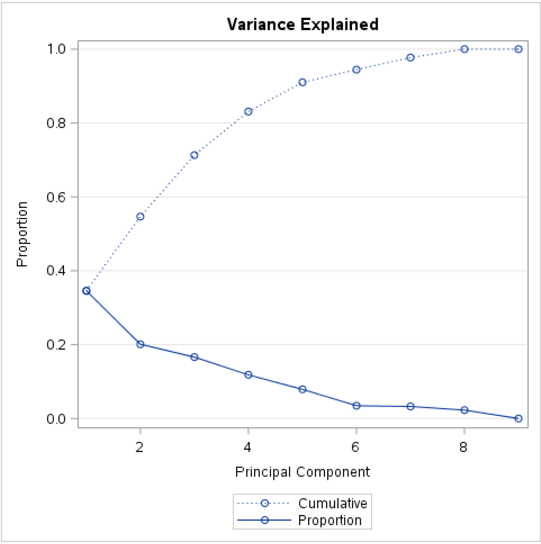 Variance Explained
1.0
0.8
0.6
0.4
0.2
0.0
Proportion
2 4 6 8
Principal Component
Cumulative
Proportion